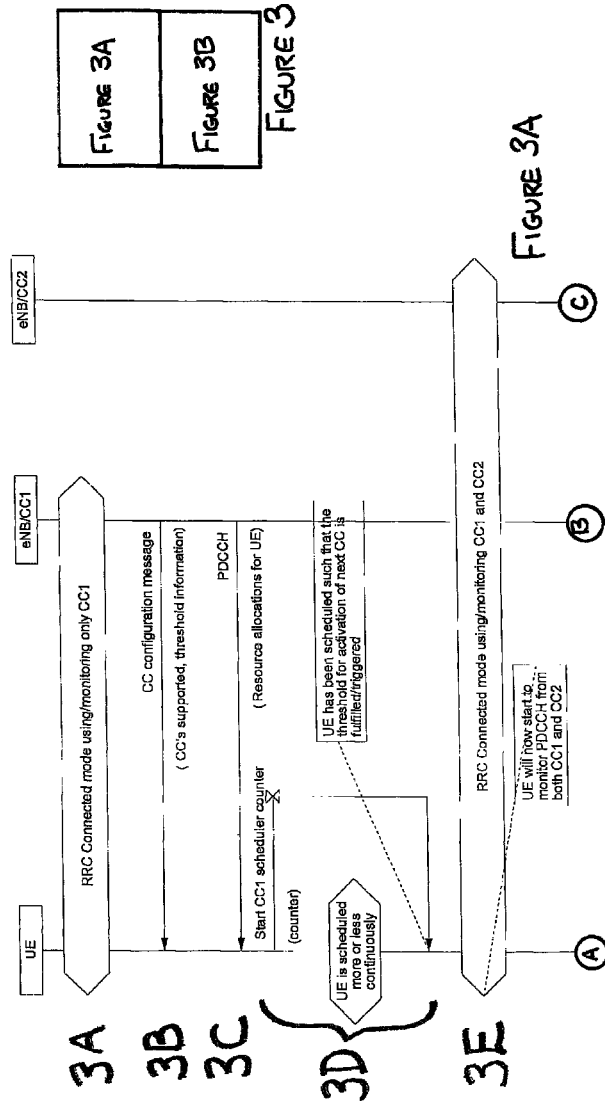 UE
eNB/CC1
eNB/CC2
3A
RRC Connected mode using/monitoring only CC1
3B
CC configuration message
( CC's supported, threshold information)
3C
PDCCH
( Resource allocations for UE)
Start CC1 scheduler counter
(counter)
3D
UE is scheduled
more or less
continuously
UE has been scheduled such that the
threshold for activation of next CC is
fulfilled/triggered
3E
RRC Connected mode using/monitoring CC1 and CC2
UE will now start to
monitor PDCCH from
both CC1 and CC2
A
B
C
FIGURE 3A
FIGURE 3A
FIGURE 3B
FIGURE 3